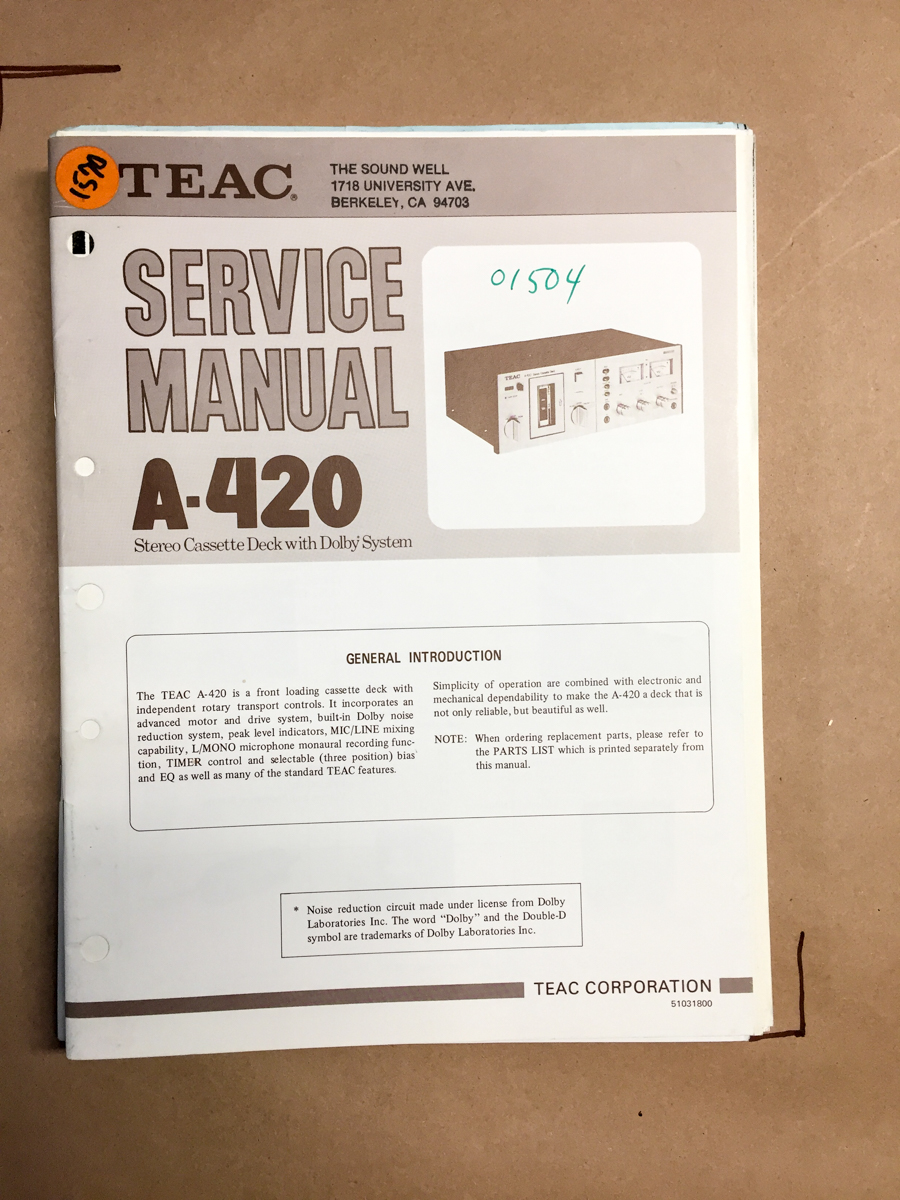 1570
TEAC®
THE SOUND WELL
1718 UNIVERSITY AVE.
BERKELEY, CA 94703
SERVICE
MANUAL
01504
TEAC
A-420
Stereo Cassette Deck with Dolby* System
GENERAL INTRODUCTION
The TEAC A-420 is a front loading cassette deck with
independent rotary transport controls. It incorporates an
advanced motor and drive system, built-in Dolby noise
reduction system, peak level indicators, MIC/LINE mixing
capability, L/MONO microphone monaural recording func-
tion, TIMER control and selectable (three position) bias
and EQ as well as many of the standard TEAC features.
Simplicity of operation are combined with electronic and
mechanical dependability to make the A-420 a deck that is
not only reliable, but beautiful as well.
NOTE: When ordering replacement parts, please refer to
the PARTS LIST which is printed separately from
this manual.
* Noise reduction circuit made under license from Dolby
Laboratories Inc. The word “Dolby” and the Double-D
symbol are trademarks of Dolby Laboratories Inc.
TEAC CORPORATION
51031800